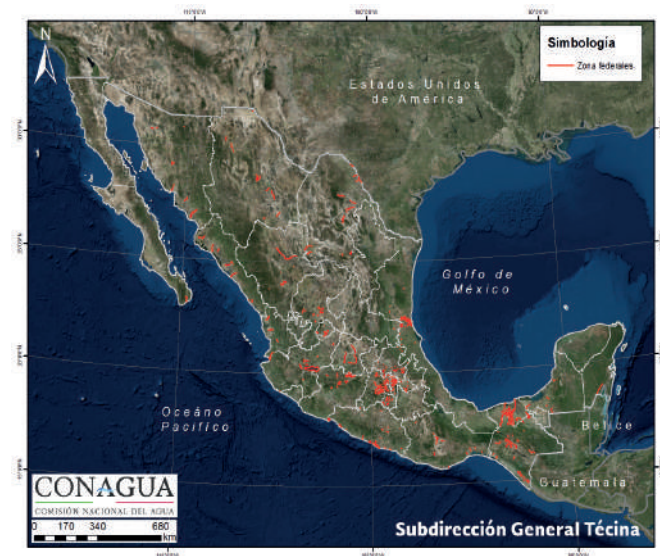 N
Simbología
Zona federales
Estados Unidos
de América
Golfo de
México
Oceáno
Pacífico
Belice
Guatemala
CONAGUA
COMISIÓN NACIONAL DEL AGUA
0 170 340 680
km
Subdirección General Técina